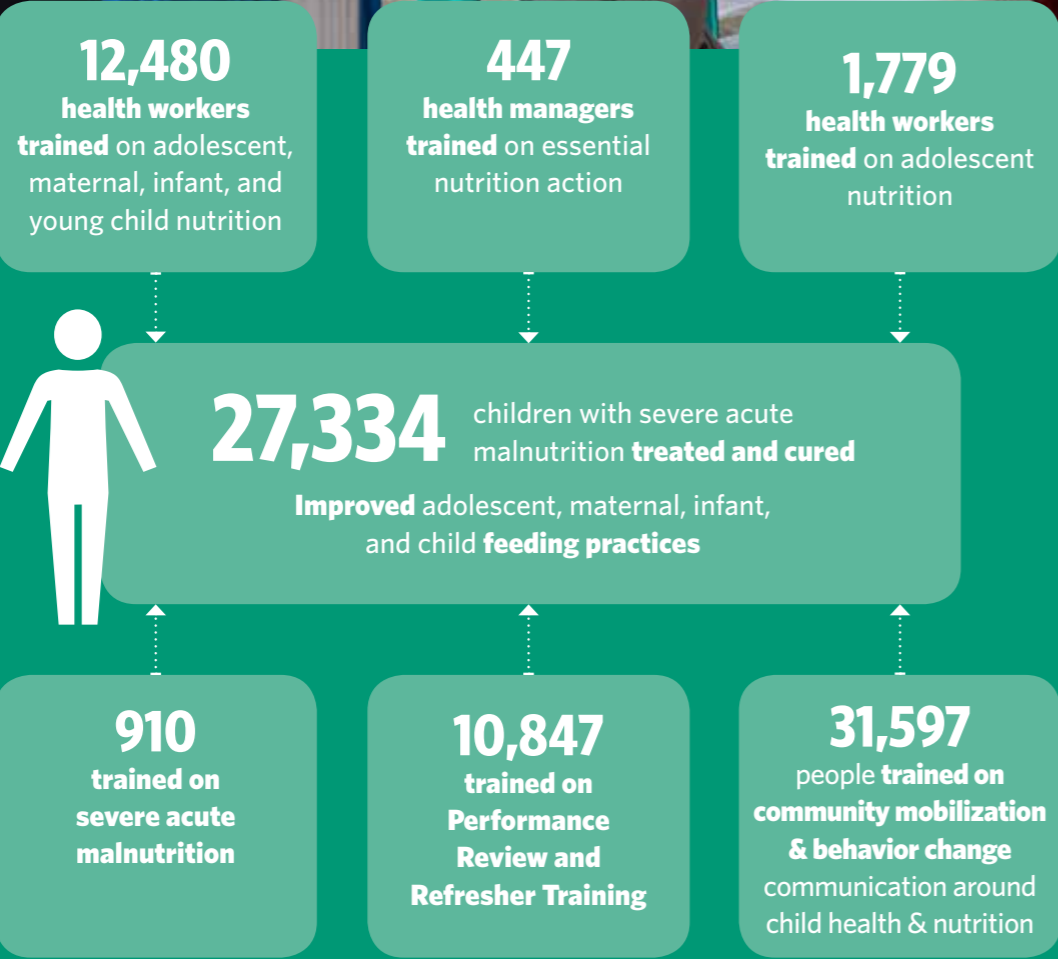 12,480
health workers
trained on adolescent,
maternal, infant, and
young child nutrition
447
health managers
trained on essential
nutrition action
1,779
health workers
trained on adolescent
nutrition
27,334
children with severe acute
malnutrition treated and cured
Improved adolescent, maternal, infant,
and child feeding practices
910
trained on
severe acute
malnutrition
10,847
trained on
Performance
Review and
Refresher Training
31,597
people trained on
community mobilization
& behavior change
communication around
child health & nutrition